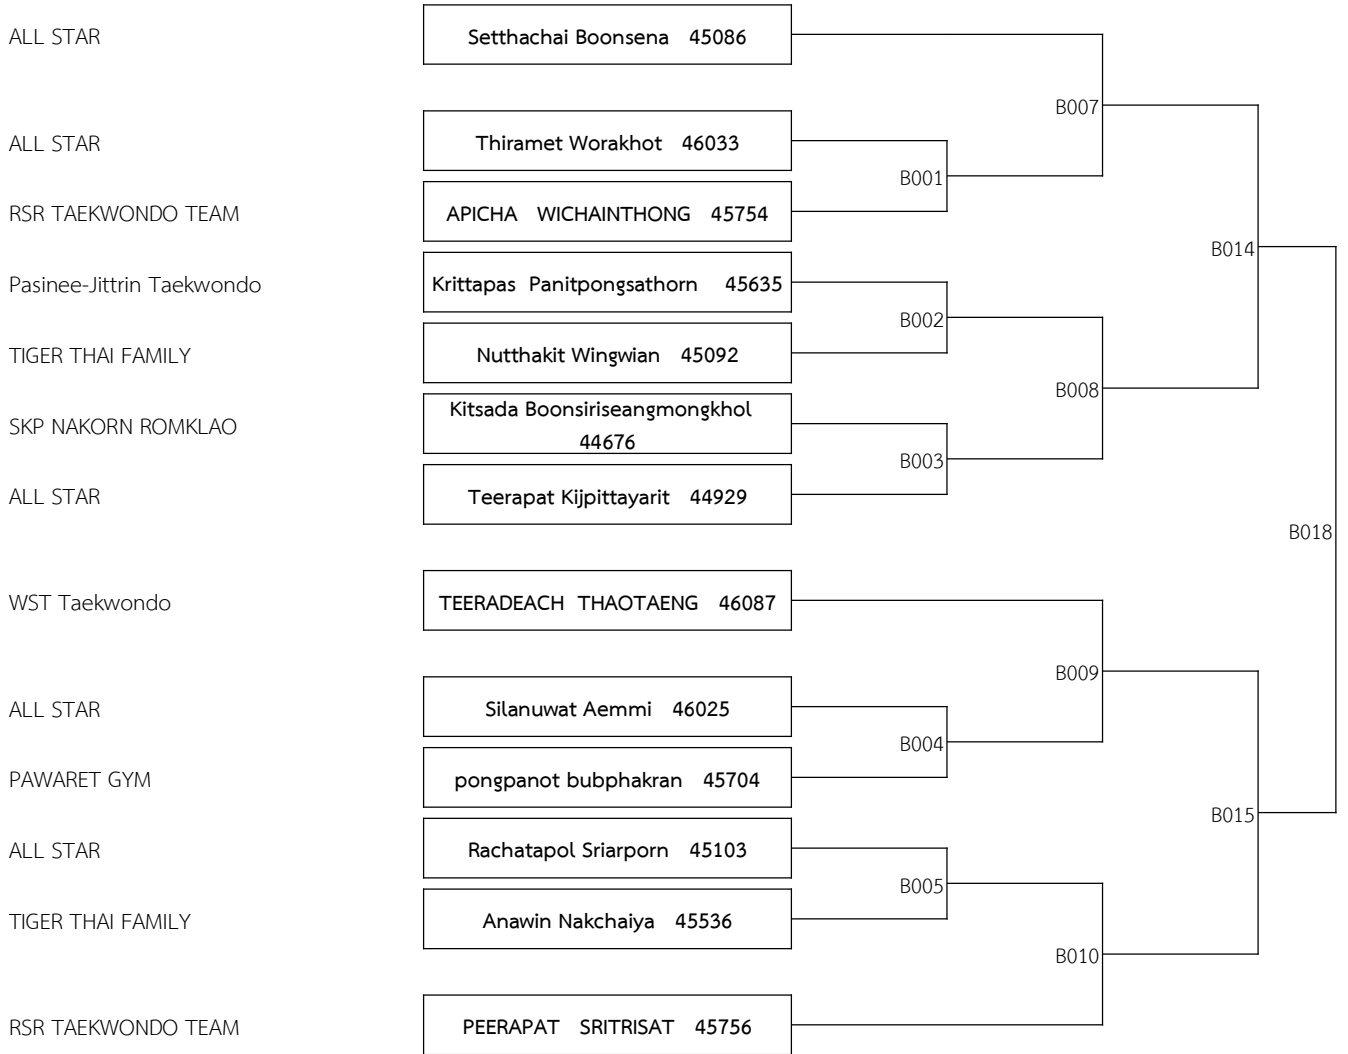 ALL STAR
Setthachai Boonsena 45086
B007
ALL STAR
Thiramet Worakhot 46033
B001
RSR TAEKWONDO TEAM
APICHA WICHAINTHONG 45754
B014
Pasinee-Jittrin Taekwondo
Krittapas Panitpongsathorn 45635
B002
TIGER THAI FAMILY
Nutthakit Wingwian 45092
B008
SKP NAKORN ROMKLAO
Kitsada Boonsiriseangmongkhol
44676
B003
ALL STAR
Teerapat Kijpittayarit 44929
B018
WST Taekwondo
TEERADEACH THAOTAENG 46087
B009
ALL STAR
Silanuwat Aemmi 46025
B004
PAWARET GYM
pongpanot bubphakran 45704
B015
ALL STAR
Rachatapol Sriarporn 45103
B005
TIGER THAI FAMILY
Anawin Nakchaiya 45536
B010
RSR TAEKWONDO TEAM
PEERAPAT SRITRISAT 45756